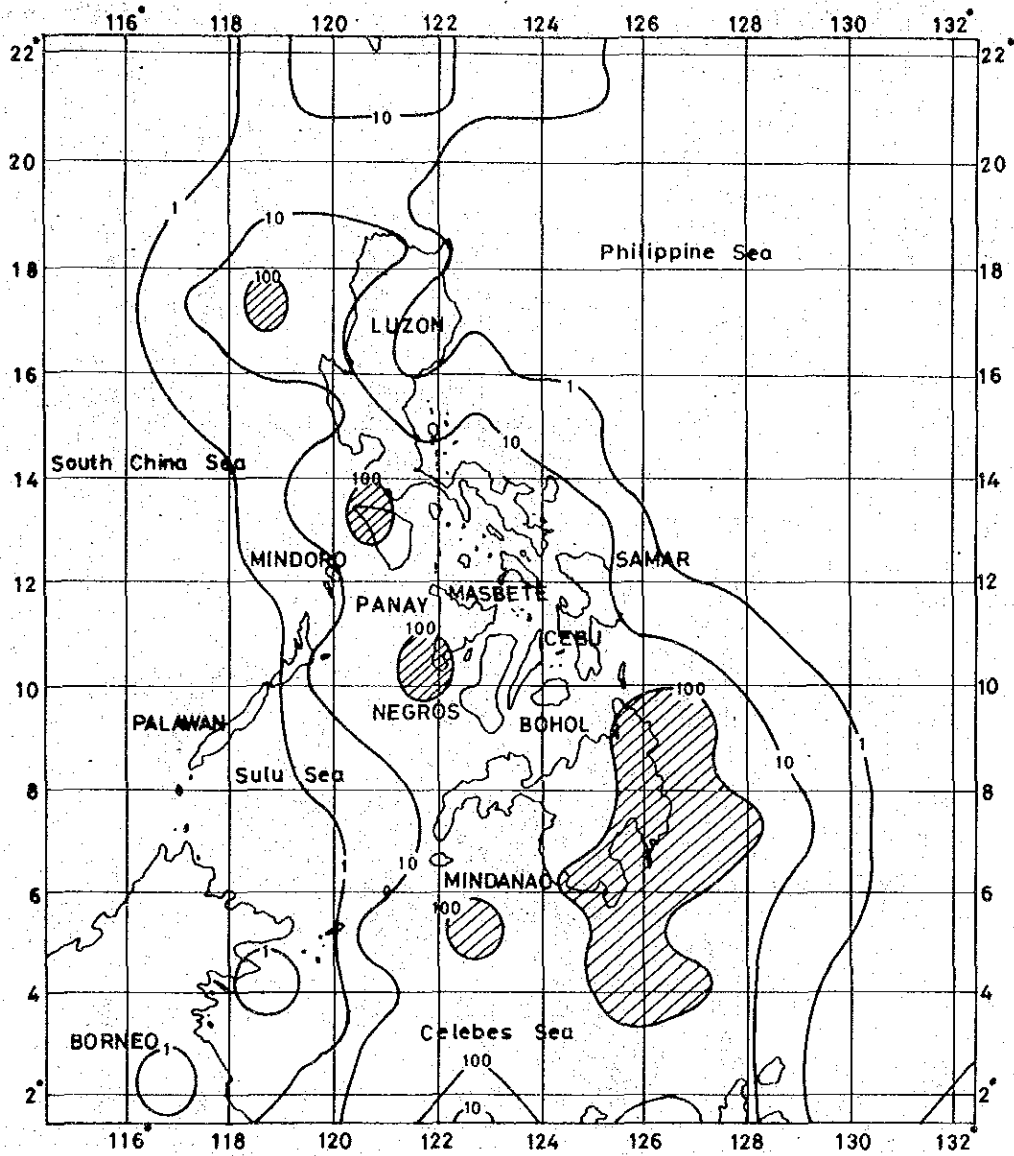 116° 118° 120° 122° 124° 126° 128° 130° 132°
22° 22°
10
20 20
1
10
Philippine Sea
18 18
100
LUZON
16 1 16
10
South China Sea
100
14 14
MINDORO SAMAR
12 12
MASBETE
PANAY
100 CEBU
10 100 10
NEGROS
PALAWAN BOHOL 1
10
Sulu Sea
8 8
1 10
MINDANAO
6 6
100
1
4 4
Celebes Sea
BORNEO 1
100
2° 2°
10
116° 118° 120 122 124 126 128 130 132°